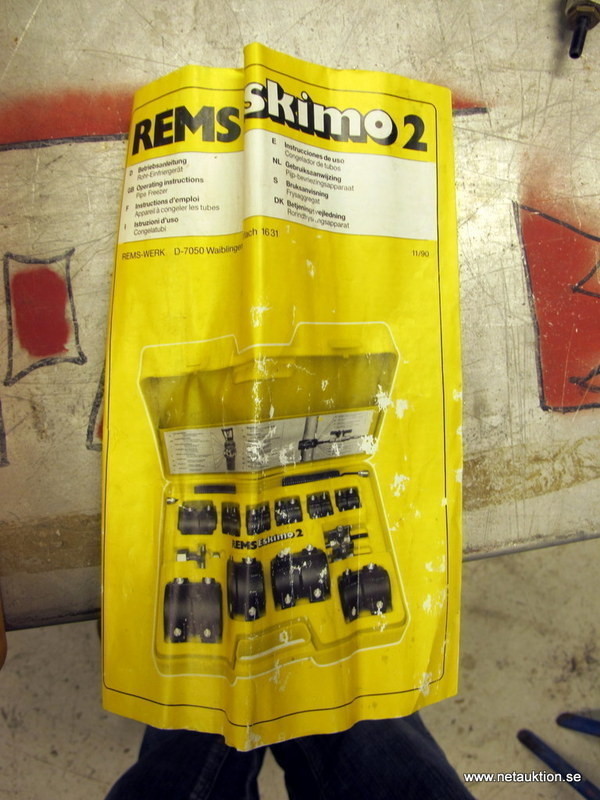 REMS skimo 2
D Betriebsanleitung
Rohr-Einfriergerät
GB Operating instructions
Pipe Freezer
F Instructions d'emploi
Appareil à congeler les tubes
I Istruzioni d'uso
Congelatubi
E Instrucciones de uso
Congelador de tubos
NL Gebruiksaanwijzing
Pijp-bevriezingsapparaat
S Bruksanvisning
Frysaggregat
DK Betjeningsvejledning
REMS-WERK D-7050 Waiblingen
fach 1631
11/90
REMS eskimo 2
www.netauktion.se